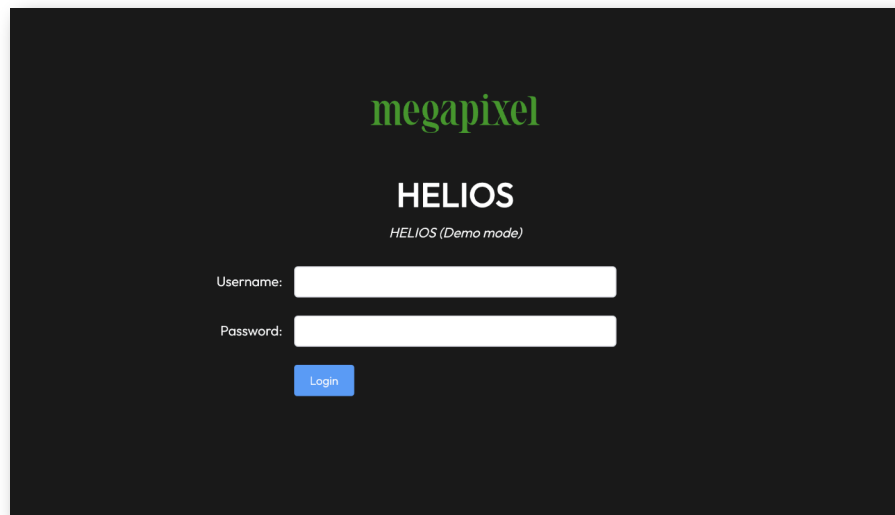 megapixel
HELIOS
HELIOS (Demo mode)
Username:
Password:
Login